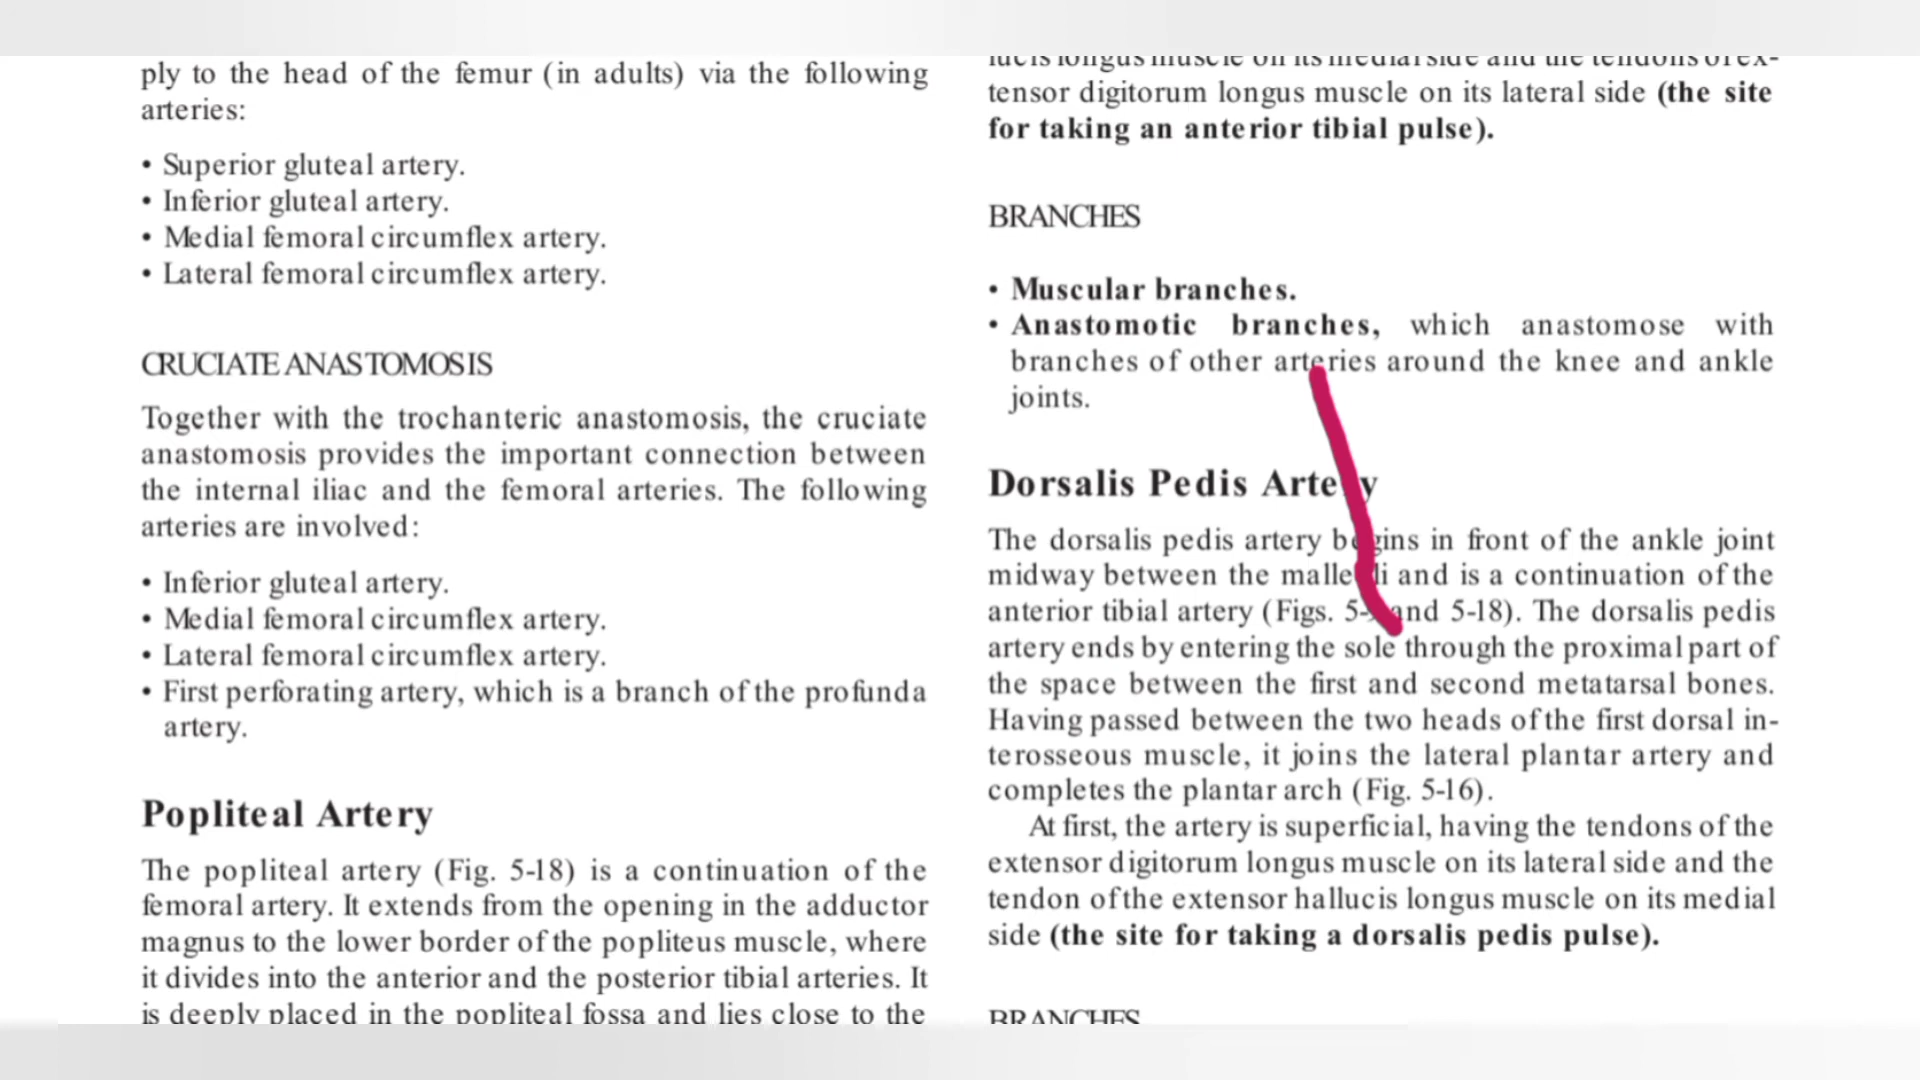 ply to the head of the femur (in adults) via the following
arteries:
• Superior gluteal artery.
• Inferior gluteal artery.
• Medial femoral circumflex artery.
• Lateral femoral circumflex artery.
CRUCIATE ANASTOMOSIS
Together with the trochanteric anastomosis, the cruciate
anastomosis provides the important connection between
the internal iliac and the femoral arteries. The following
arteries are involved:
• Inferior gluteal artery.
• Medial femoral circumflex artery.
• Lateral femoral circumflex artery.
• First perforating artery, which is a branch of the profunda
artery.
Popliteal Artery
The popliteal artery (Fig. 5-18) is a continuation of the
femoral artery. It extends from the opening in the adductor
magnus to the lower border of the popliteus muscle, where
it divides into the anterior and the posterior tibial arteries. It
is deeply placed in the popliteal fossa and lies close to the
lucis longus muscle on its medial side and the tendons of ex-
tensor digitorum longus muscle on its lateral side (the site
for taking an anterior tibial pulse).
BRANCHES
• Muscular branches.
• Anastomotic branches, which anastomose with
branches of other arteries around the knee and ankle
joints.
Dorsalis Pedis Artery
The dorsalis pedis artery begins in front of the ankle joint
midway between the malleoli and is a continuation of the
anterior tibial artery (Figs. and 5-18). The dorsalis pedis
artery ends by entering the sole through the proximal part of
the space between the first and second metatarsal bones.
Having passed between the two heads of the first dorsal in-
terosseous muscle, it joins the lateral plantar artery and
completes the plantar arch (Fig. 5-16).
At first, the artery is superficial, having the tendons of the
extensor digitorum longus muscle on its lateral side and the
tendon of the extensor hallucis longus muscle on its medial
side (the site for taking a dorsalis pedis pulse).
BRANCHES